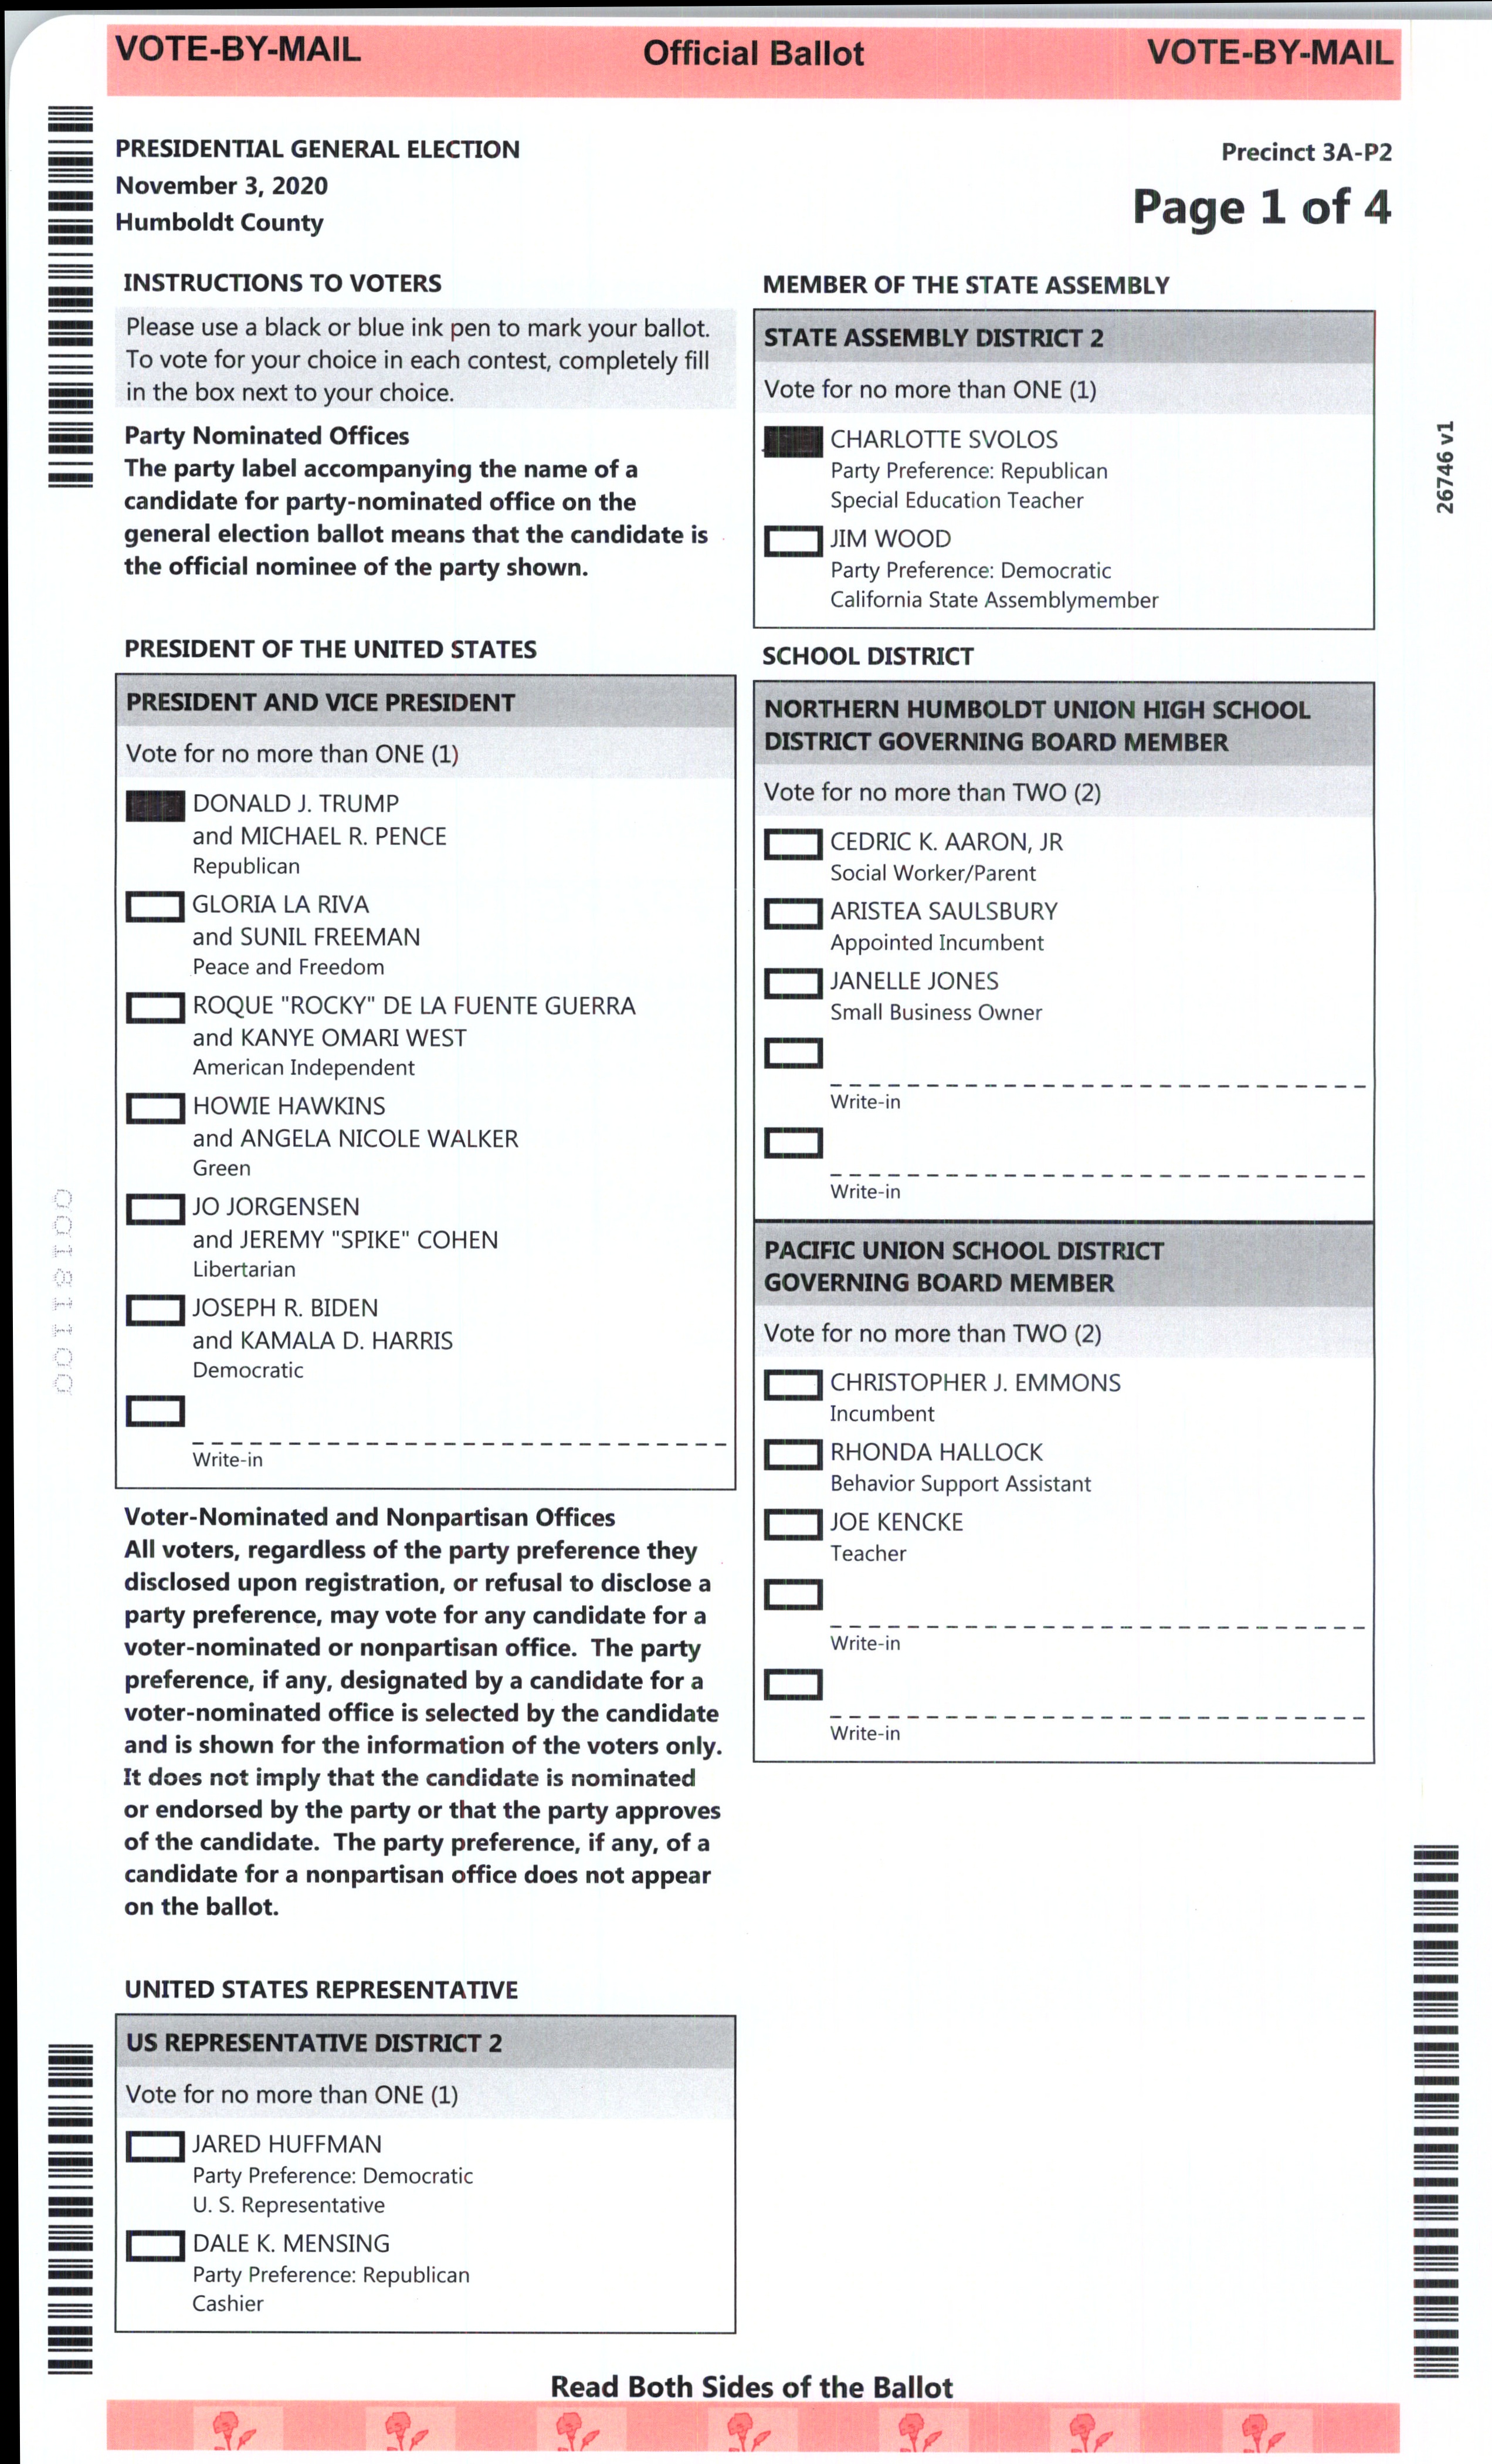 VOTE-BY-MAIL Official Ballot VOTE-BY-MAIL
PRESIDENTIAL GENERAL ELECTION
November 3, 2020
Humboldt County
Precinct 3A-P2
Page 1 of 4
INSTRUCTIONS TO VOTERS
Please use a black or blue ink pen to mark your ballot.
To vote for your choice in each contest, completely fill
in the box next to your choice.
Party Nominated Offices
The party label accompanying the name of a
candidate for party-nominated office on the
general election ballot means that the candidate is
the official nominee of the party shown.
PRESIDENT OF THE UNITED STATES
PRESIDENT AND VICE PRESIDENT
Vote for no more than ONE (1)
DONALD J. TRUMP
and MICHAEL R. PENCE
Republican
GLORIA LA RIVA
and SUNIL FREEMAN
Peace and Freedom
ROQUE "ROCKY" DE LA FUENTE GUERRA
and KANYE OMARI WEST
American Independent
HOWIE HAWKINS
and ANGELA NICOLE WALKER
Green
JO JORGENSEN
and JEREMY "SPIKE" COHEN
Libertarian
JOSEPH R. BIDEN
and KAMALA D. HARRIS
Democratic
Write-in
Voter-Nominated and Nonpartisan Offices
All voters, regardless of the party preference they
disclosed upon registration, or refusal to disclose a
party preference, may vote for any candidate for a
voter-nominated or nonpartisan office. The party
preference, if any, designated by a candidate for a
voter-nominated office is selected by the candidate
and is shown for the information of the voters only.
It does not imply that the candidate is nominated
or endorsed by the party or that the party approves
of the candidate. The party preference, if any, of a
candidate for a nonpartisan office does not appear
on the ballot.
UNITED STATES REPRESENTATIVE
US REPRESENTATIVE DISTRICT 2
Vote for no more than ONE (1)
JARED HUFFMAN
Party Preference: Democratic
U. S. Representative
DALE K. MENSING
Party Preference: Republican
Cashier
MEMBER OF THE STATE ASSEMBLY
STATE ASSEMBLY DISTRICT 2
Vote for no more than ONE (1)
CHARLOTTE SVOLOS
Party Preference: Republican
Special Education Teacher
JIM WOOD
Party Preference: Democratic
California State Assemblymember
SCHOOL DISTRICT
NORTHERN HUMBOLDT UNION HIGH SCHOOL
DISTRICT GOVERNING BOARD MEMBER
Vote for no more than TWO (2)
CEDRIC K. AARON, JR
Social Worker/Parent
ARISTEA SAULSBURY
Appointed Incumbent
JANELLE JONES
Small Business Owner
Write-in
Write-in
PACIFIC UNION SCHOOL DISTRICT
GOVERNING BOARD MEMBER
Vote for no more than TWO (2)
CHRISTOPHER J. EMMONS
Incumbent
RHONDA HALLOCK
Behavior Support Assistant
JOE KENCKE
Teacher
Write-in
Write-in
26746 v1
00181100
Read Both Sides of the Ballot